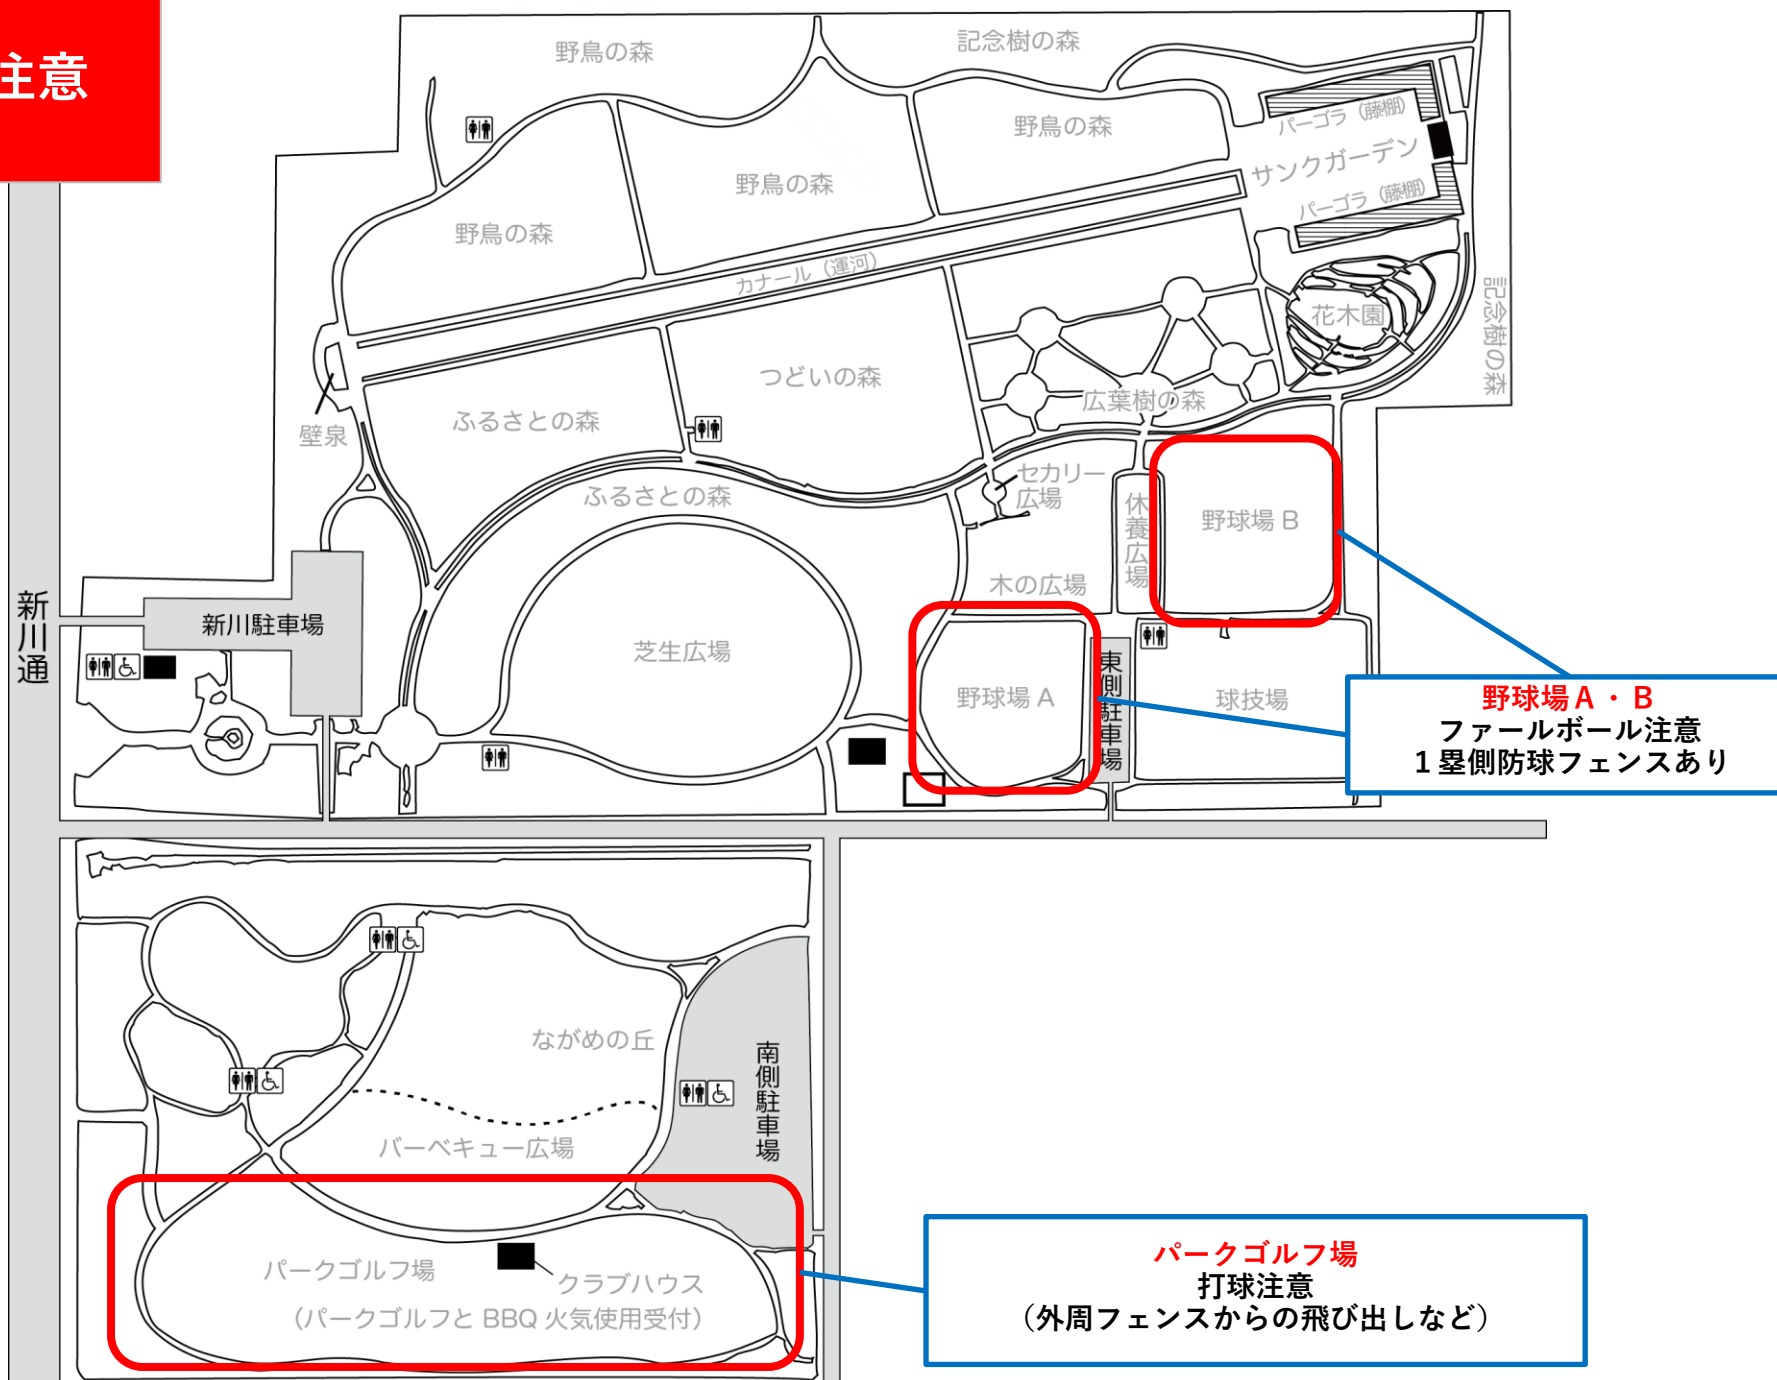 注意
野鳥の森
記念樹の森
野鳥の森
パーゴラ（藤棚）
サンクガーデン
パーゴラ（藤棚）
野鳥の森
野鳥の森
カナール（運河）
花木園
記念樹の森
つどいの森
広葉樹の森
ふるさとの森
壁泉
セカリー
広場
ふるさとの森
休養広場
野球場 B
木の広場
新川通
新川駐車場
芝生広場
野球場 A
東側駐車場
球技場
野球場A・B
ファールボール注意
１塁側防球フェンスあり
ながめの丘
南側駐車場
バーベキュー広場
パークゴルフ場
クラブハウス
（パークゴルフと BBQ 火気使用受付）
パークゴルフ場
打球注意
（外周フェンスからの飛び出しなど）